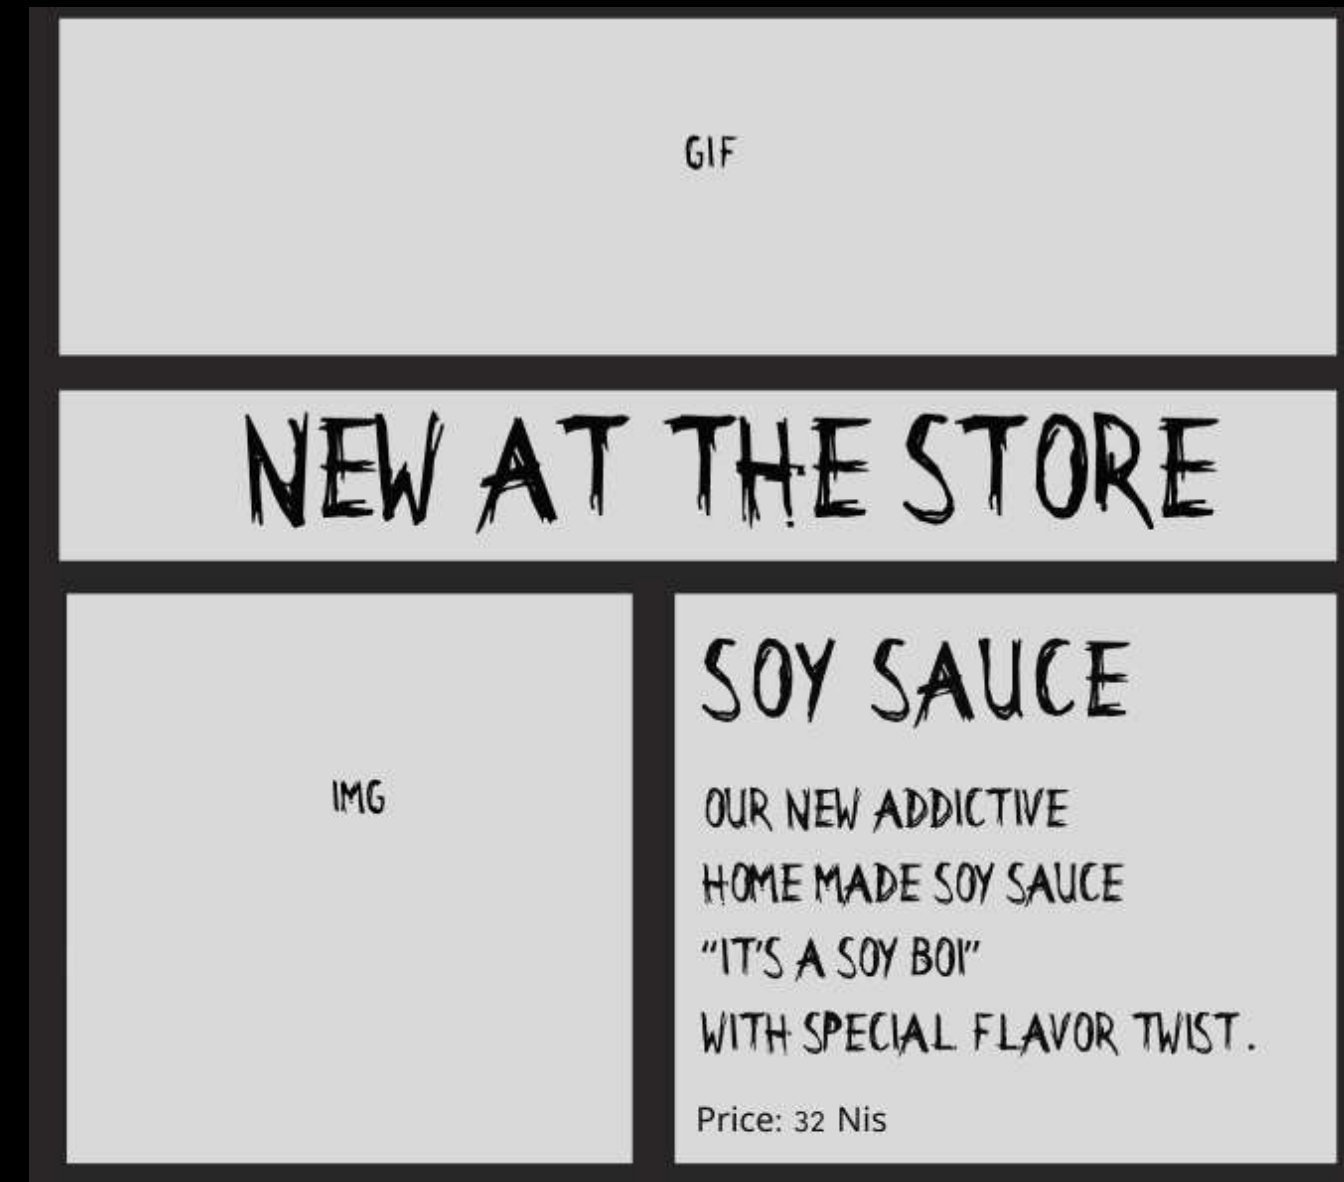 GIF
NEW AT THE STORE
IMG
SOY SAUCE
OUR NEW ADDICTIVE
HOME MADE SOY SAUCE
“IT’S A SOY BOI”
WITH SPECIAL FLAVOR TWIST.
Price: 32 Nis